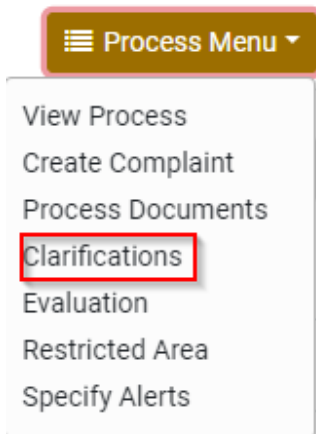 Process Menu
View Process
Create Complaint
Process Documents
Clarifications
Evaluation
Restricted Area
Specify Alerts